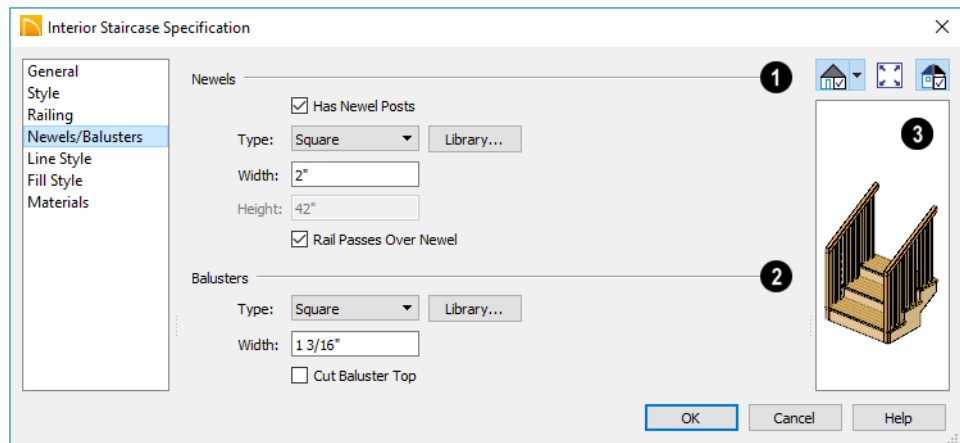 Interior Staircase Specification
General
Style
Railing
Newels/Balusters
Line Style
Fill Style
Materials
Newels
1
Has Newel Posts
Type: Square Library...
Width: 2"
Height: 42"
Rail Passes Over Newel
Balusters
2
Type: Square Library...
Width: 1 3/16"
Cut Baluster Top
3
OK Cancel Help